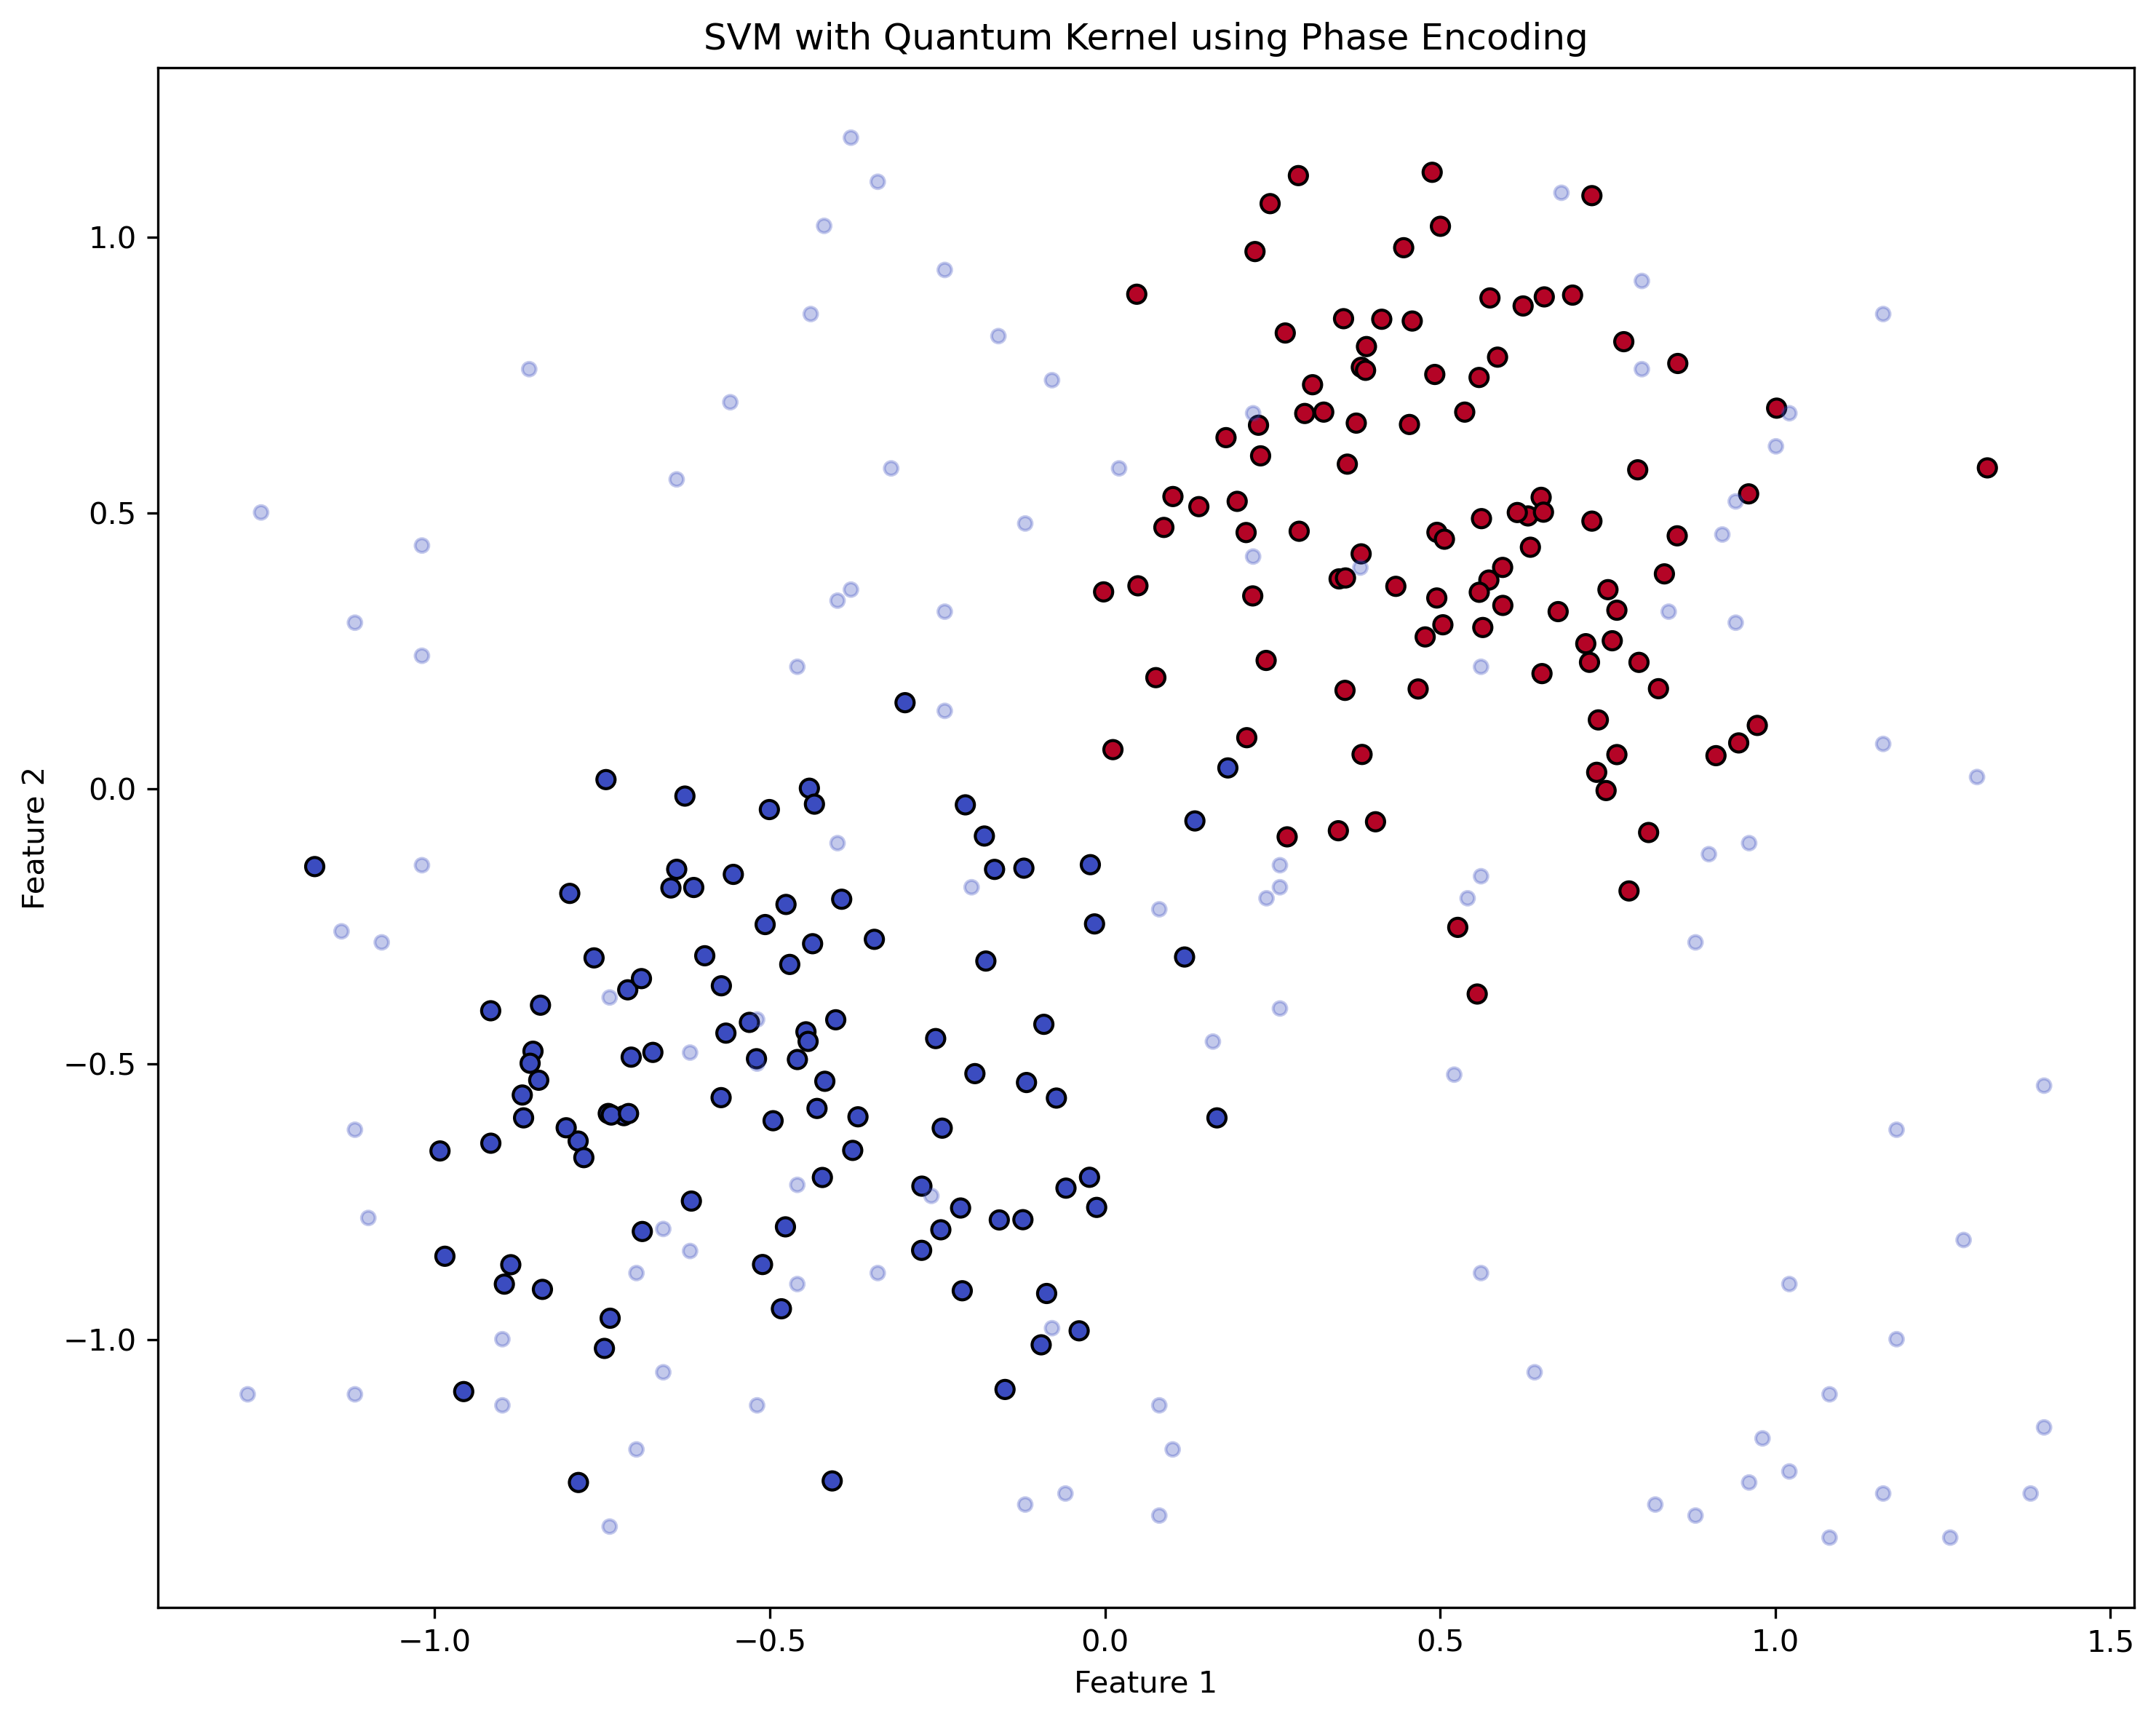 SVM with Quantum Kernel using Phase Encoding
1.0
0.5
0.0
−0.5
−1.0
Feature 2
−1.0 −0.5 0.0 0.5 1.0 1.5
Feature 1